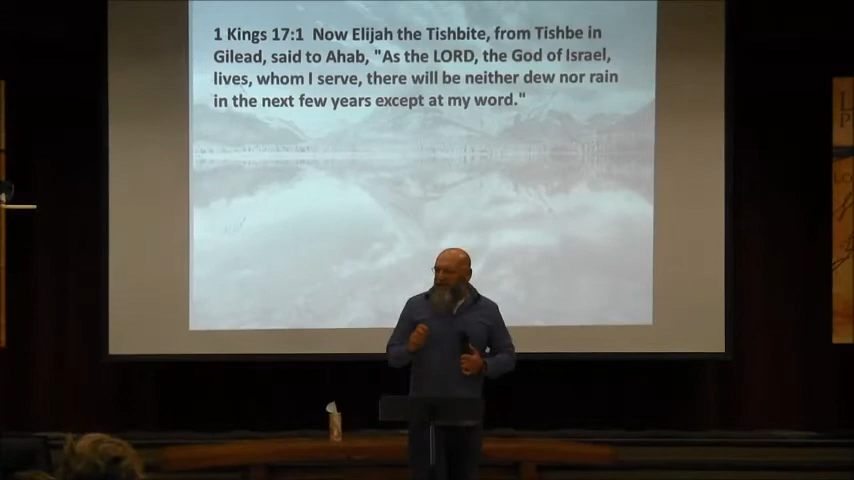 1 Kings 17:1  Now Elijah the Tishbite, from Tishbe in
Gilead, said to Ahab, "As the LORD, the God of Israel,
lives, whom I serve, there will be neither dew nor rain
in the next few years except at my word."